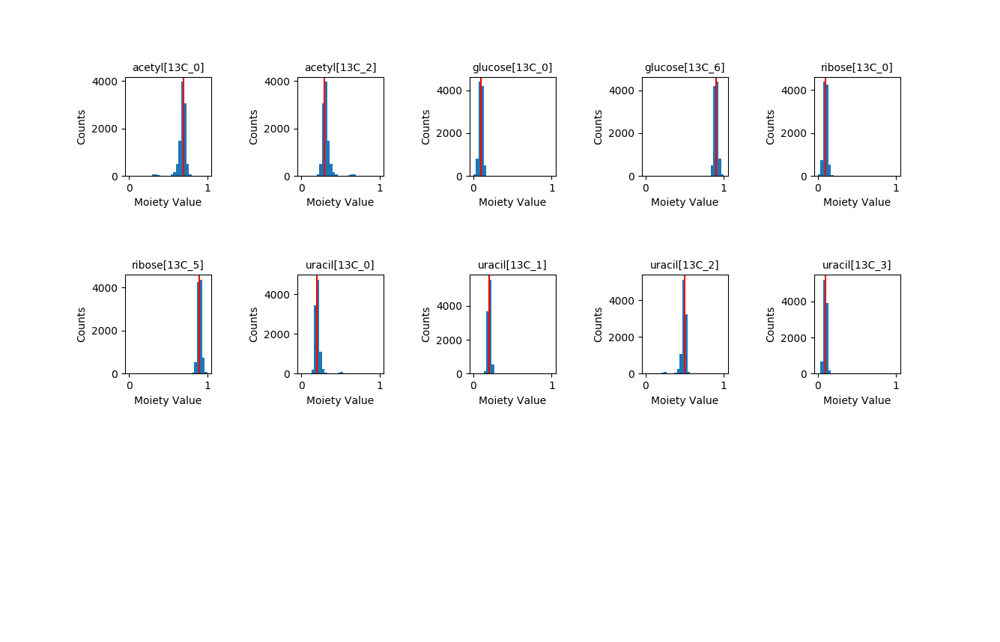 acetyl[13C_0]
acetyl[13C_2]
glucose[13C_0]
glucose[13C_6]
ribose[13C_0]
4000
2000
0
Counts
0 1
Moiety Value
4000
2000
0
Counts
0 1
Moiety Value
4000
2000
0
Counts
0 1
Moiety Value
4000
2000
0
Counts
0 1
Moiety Value
4000
2000
0
Counts
0 1
Moiety Value
ribose[13C_5]
uracil[13C_0]
uracil[13C_1]
uracil[13C_2]
uracil[13C_3]
4000
2000
0
Counts
0 1
Moiety Value
4000
2000
0
Counts
0 1
Moiety Value
4000
2000
0
Counts
0 1
Moiety Value
4000
2000
0
Counts
0 1
Moiety Value
4000
2000
0
Counts
0 1
Moiety Value